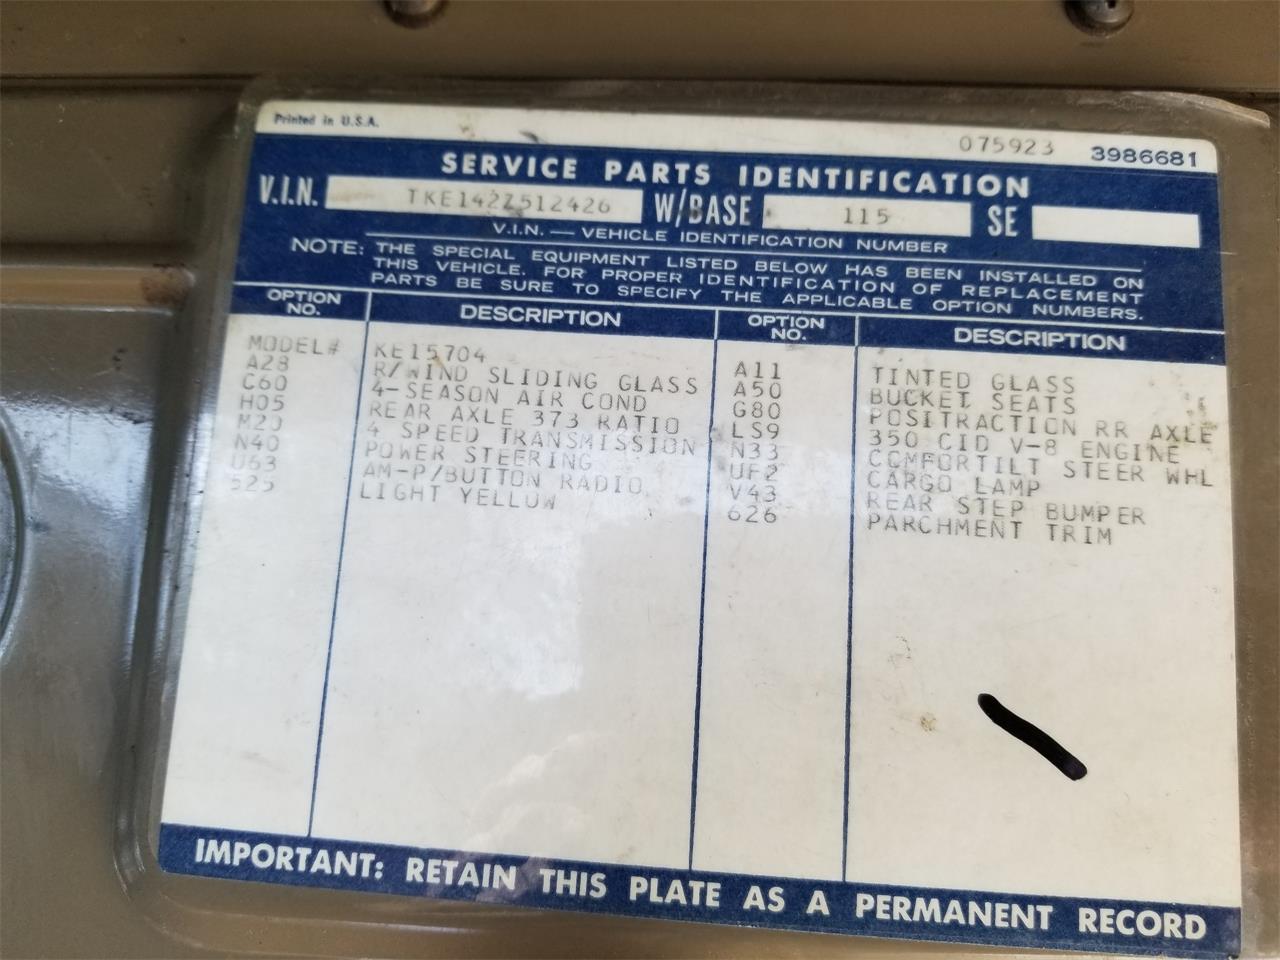 Printed in U.S.A.
075923 3986681
SERVICE PARTS IDENTIFICATION
V.I.N. TKE142Z512426 W/BASE 115 SE
V.I.N. — VEHICLE IDENTIFICATION NUMBER
NOTE: THE SPECIAL EQUIPMENT LISTED BELOW HAS BEEN INSTALLED ON
THIS VEHICLE. FOR PROPER IDENTIFICATION OF REPLACEMENT
PARTS BE SURE TO SPECIFY THE APPLICABLE OPTION NUMBERS.
OPTION NO. DESCRIPTION OPTION NO. DESCRIPTION
MODEL# KE15704
A28 R/WIND SLIDING GLASS A11 TINTED GLASS
C60 4-SEASON AIR COND A50 BUCKET SEATS
H05 REAR AXLE 373 RATIO G80 POSITRACTION RR AXLE
M20 4 SPEED TRANSMISSION LS9 350 CID V-8 ENGINE
N40 POWER STEERING N33 COMFORTILT STEER WHL
U63 AM-P/BUTTON RADIO UF2 CARGO LAMP
525 LIGHT YELLOW V43 REAR STEP BUMPER
626 PARCHMENT TRIM
IMPORTANT: RETAIN THIS PLATE AS A PERMANENT RECORD